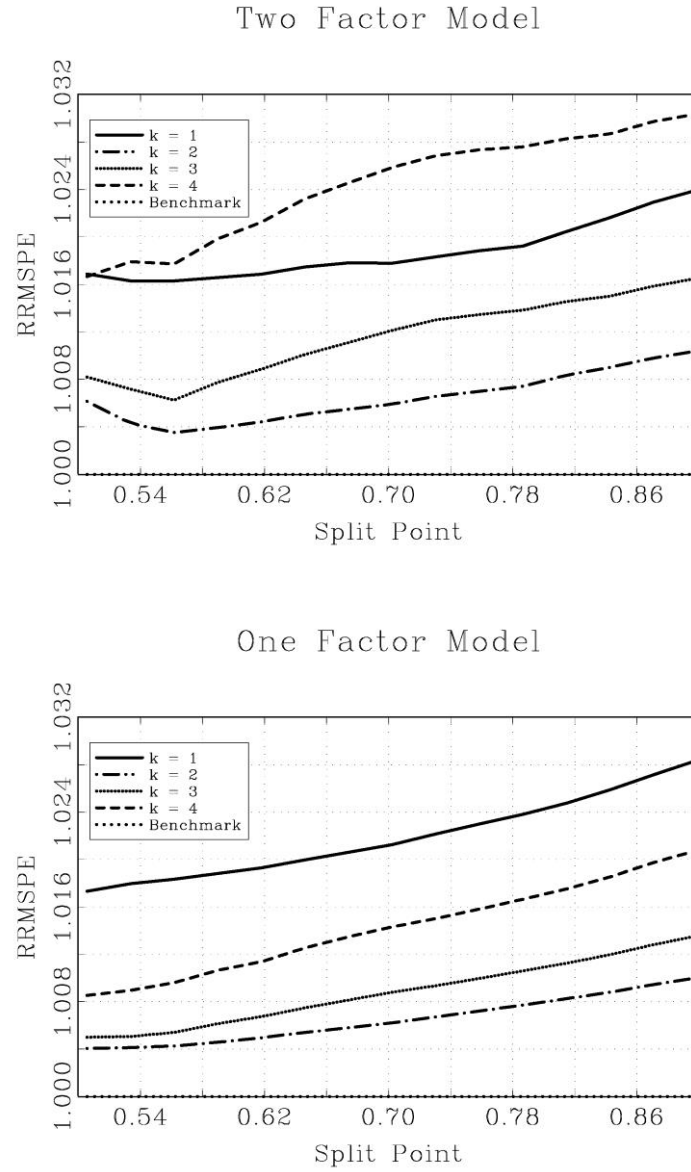 Two Factor Model
RRMSPE
1.032
1.024
1.016
1.008
1.000
k = 1
k = 2
k = 3
k = 4
Benchmark
0.54 0.62 0.70 0.78 0.86
Split Point
One Factor Model
RRMSPE
1.032
1.024
1.016
1.008
1.000
k = 1
k = 2
k = 3
k = 4
Benchmark
0.54 0.62 0.70 0.78 0.86
Split Point